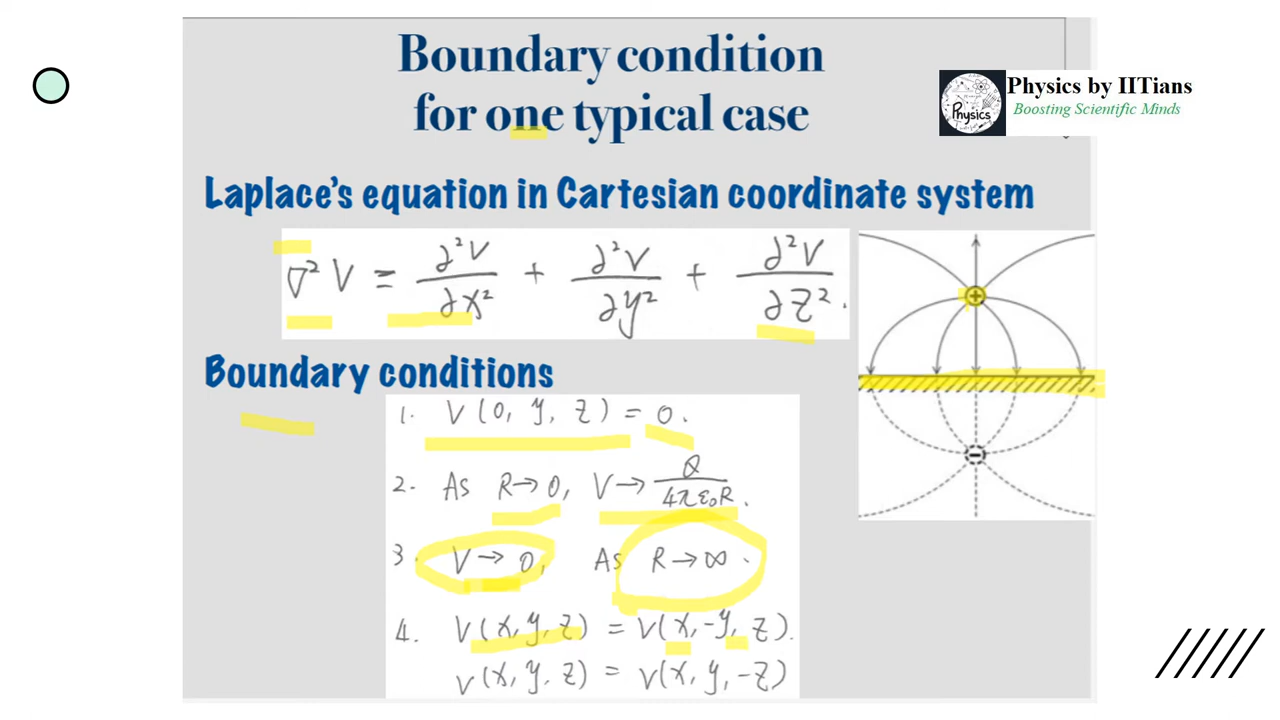 Boundary condition
for one typical case
Physics by IITians
Boosting Scientific Minds
Physics
Laplace's equation in Cartesian coordinate system
∇² V = ∂²V/∂x² + ∂²V/∂y² + ∂²V/∂z².
Boundary conditions
1. V(0, y, z) = 0.
2. As R→0, V→ Q/4πε₀R.
3. V→0, As R→∞.
4. V(x, y, z) = V(x, -y, z).
V(x, y, z) = V(x, y, -z)
+
−